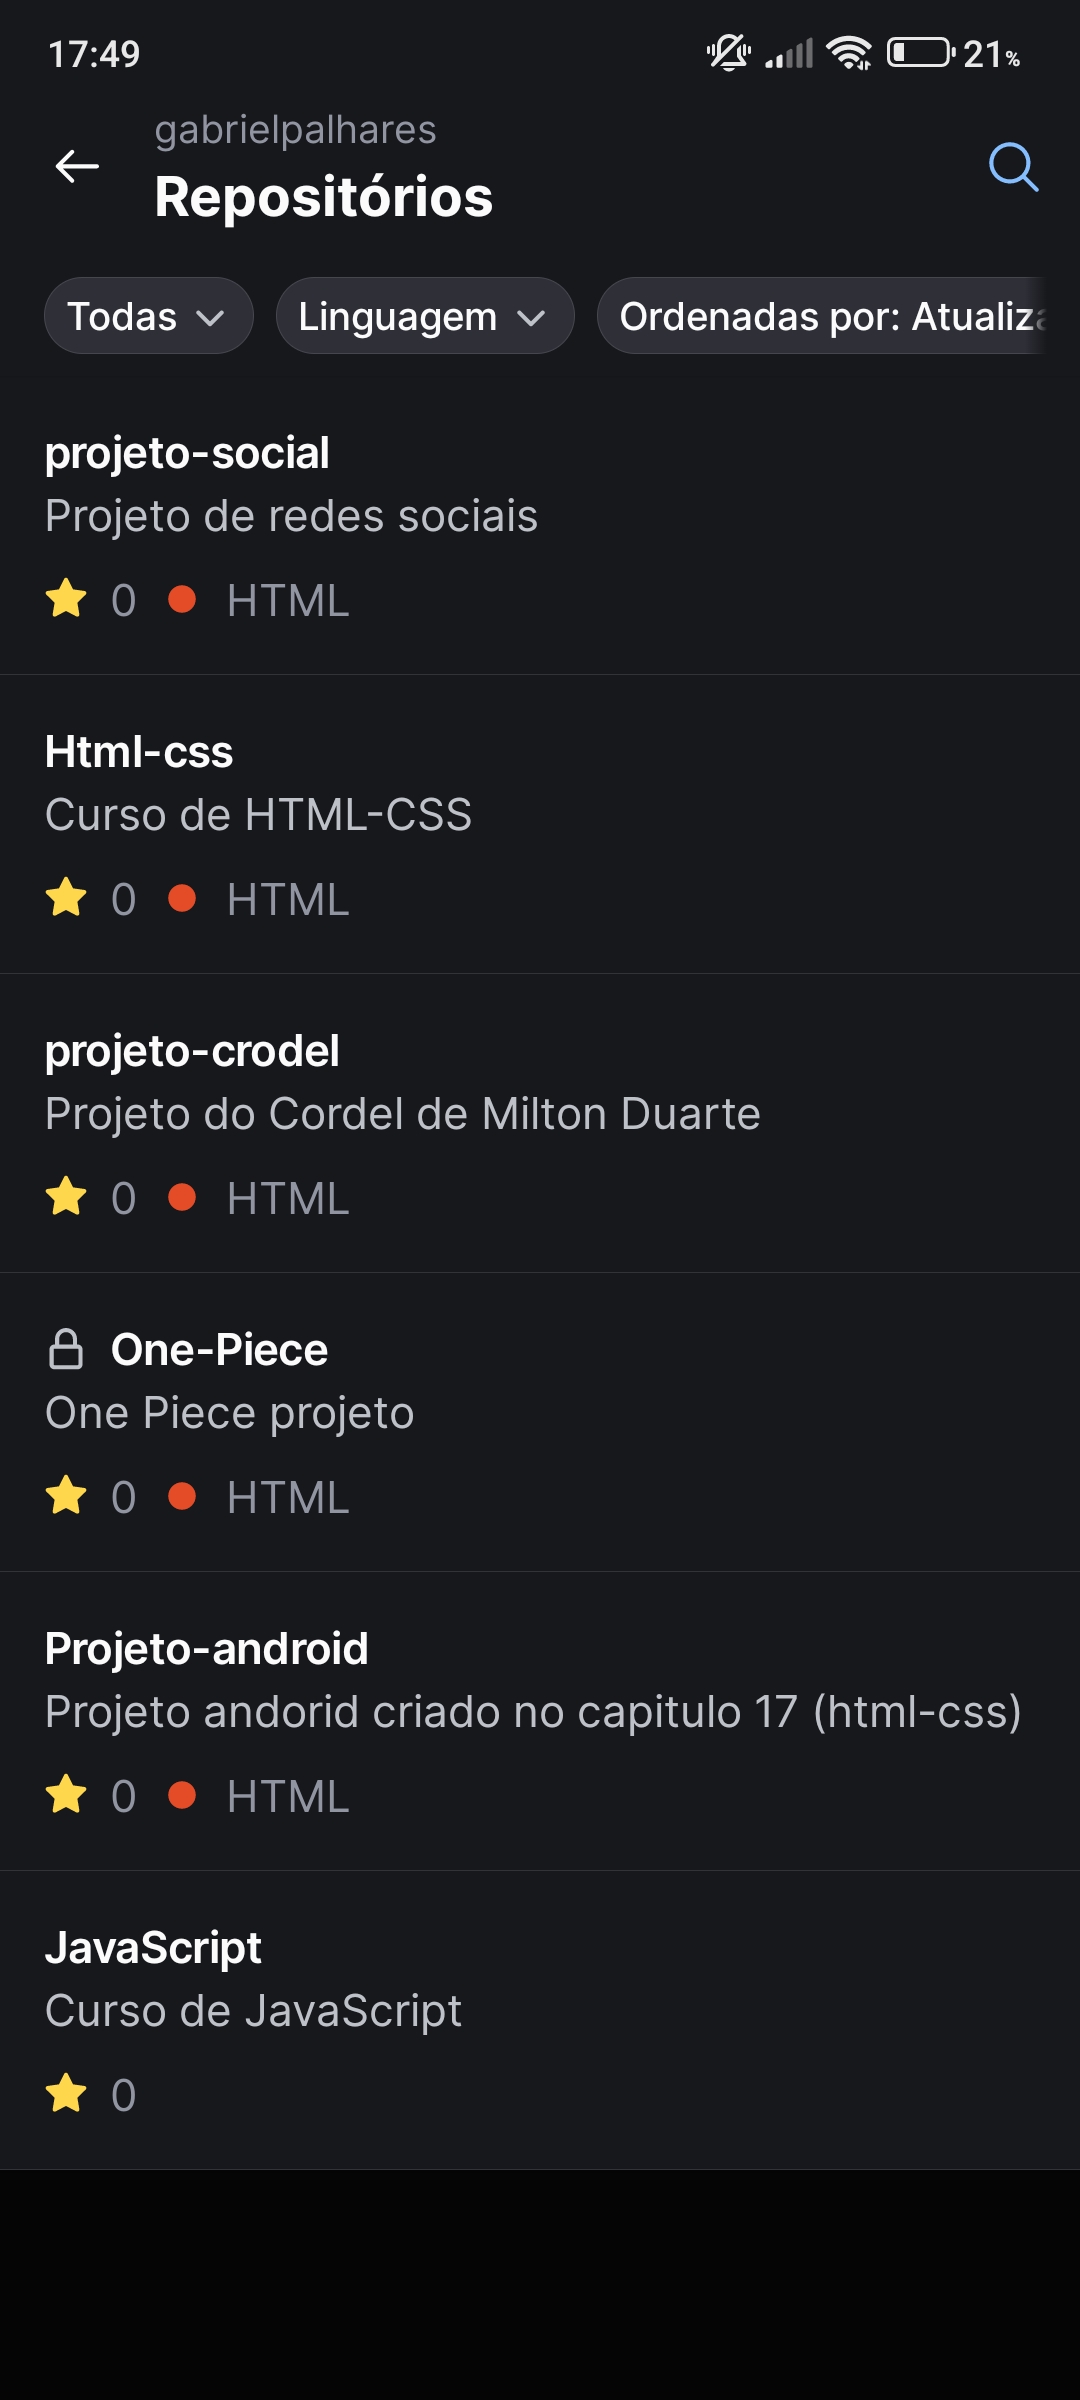 17:49
21%
gabrielpalhares
Repositórios
Todas
Linguagem
Ordenadas por: Atualiza
projeto-social
Projeto de redes sociais
0 HTML
Html-css
Curso de HTML-CSS
0 HTML
projeto-crodel
Projeto do Cordel de Milton Duarte
0 HTML
One-Piece
One Piece projeto
0 HTML
Projeto-android
Projeto andorid criado no capitulo 17 (html-css)
0 HTML
JavaScript
Curso de JavaScript
0